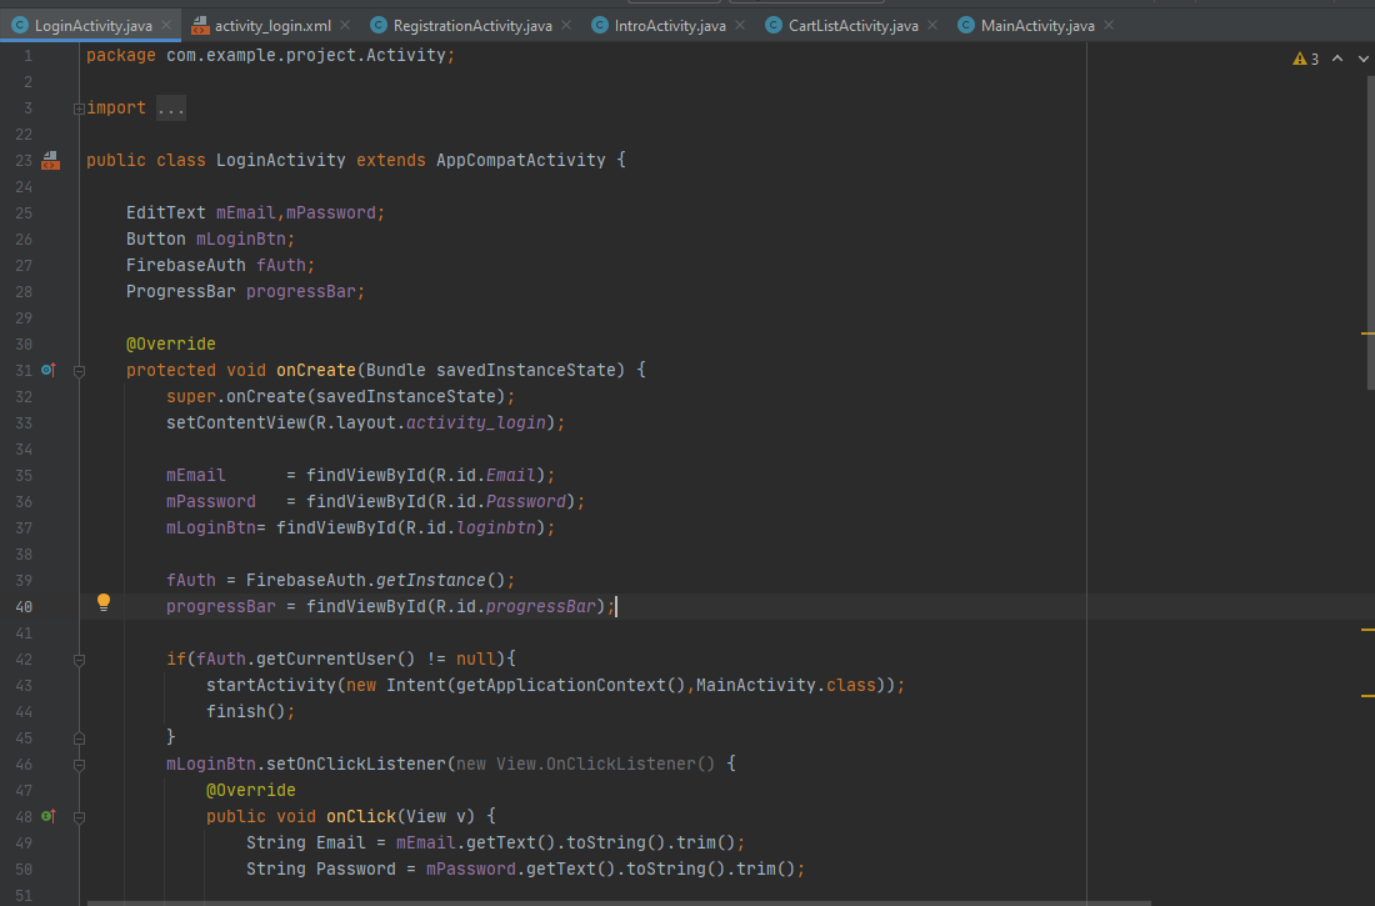 LoginActivity.java activity_login.xml RegistrationActivity.java IntroActivity.java CartListActivity.java MainActivity.java
3
1 package com.example.project.Activity;
2
3 import ...
22
23 public class LoginActivity extends AppCompatActivity {
24
25 EditText mEmail,mPassword;
26 Button mLoginBtn;
27 FirebaseAuth fAuth;
28 ProgressBar progressBar;
29
30 @Override
31 protected void onCreate(Bundle savedInstanceState) {
32 super.onCreate(savedInstanceState);
33 setContentView(R.layout.activity_login);
34
35 mEmail      = findViewById(R.id.Email);
36 mPassword   = findViewById(R.id.Password);
37 mLoginBtn= findViewById(R.id.loginbtn);
38
39 fAuth = FirebaseAuth.getInstance();
40 progressBar = findViewById(R.id.progressBar);
41
42 if(fAuth.getCurrentUser() != null){
43 startActivity(new Intent(getApplicationContext(),MainActivity.class));
44 finish();
45 }
46 mLoginBtn.setOnClickListener(new View.OnClickListener() {
47 @Override
48 public void onClick(View v) {
49 String Email = mEmail.getText().toString().trim();
50 String Password = mPassword.getText().toString().trim();
51